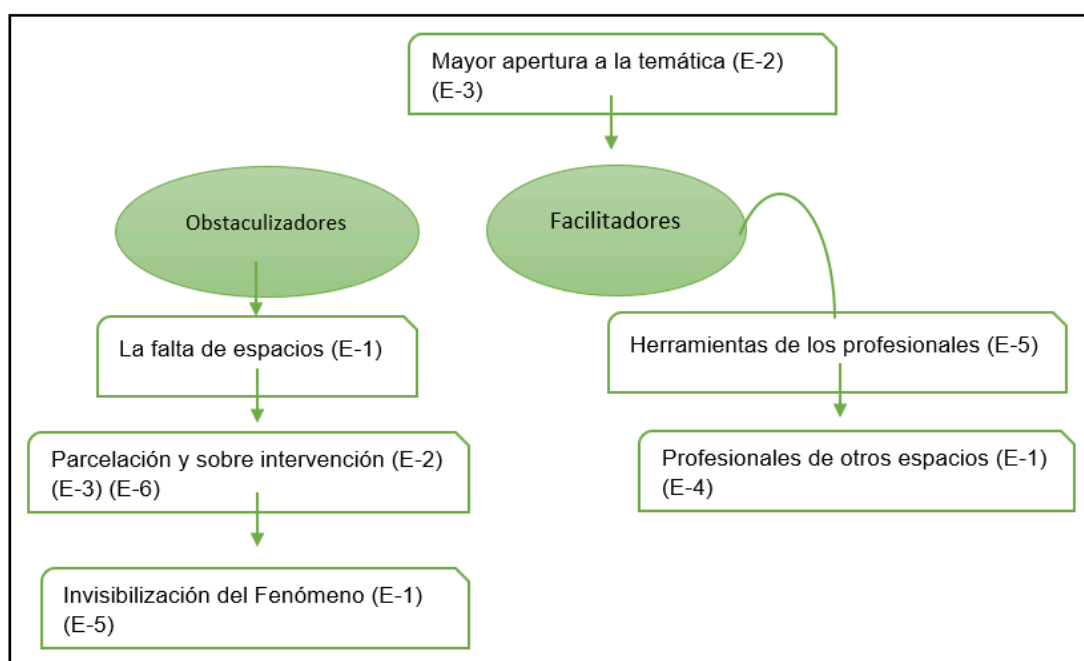 Mayor apertura a la temática (E-2)
(E-3)
Obstaculizadores
Facilitadores
La falta de espacios (E-1)
Herramientas de los profesionales (E-5)
Parcelación y sobre intervención (E-2)
(E-3) (E-6)
Profesionales de otros espacios (E-1)
(E-4)
Invisibilización del Fenómeno (E-1)
(E-5)